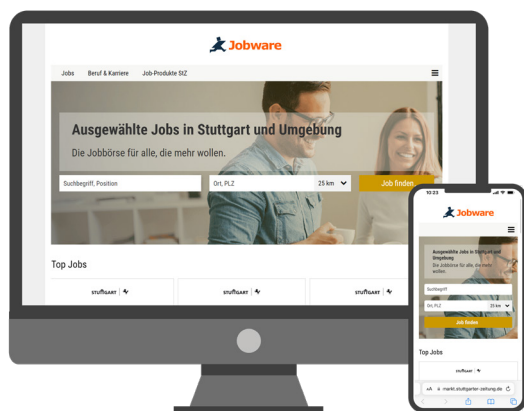 Jobware
Jobs Beruf & Karriere Job-Produkte StZ
Ausgewählte Jobs in Stuttgart und Umgebung
Die Jobbörse für alle, die mehr wollen.
Suchbegriff, Position Ort, PLZ 25 km Job finden
Top Jobs
STUTTGART STUTTGART STUTTGART
10:23
Jobware
Ausgewählte Jobs in Stuttgart und
Umgebung
Die Jobbörse für alle, die mehr
wollen.
Suchbegriff
Ort, PLZ 25 km
Job finden
Top Jobs
STUTTGART
AA markt.stuttgarter-zeitung.de